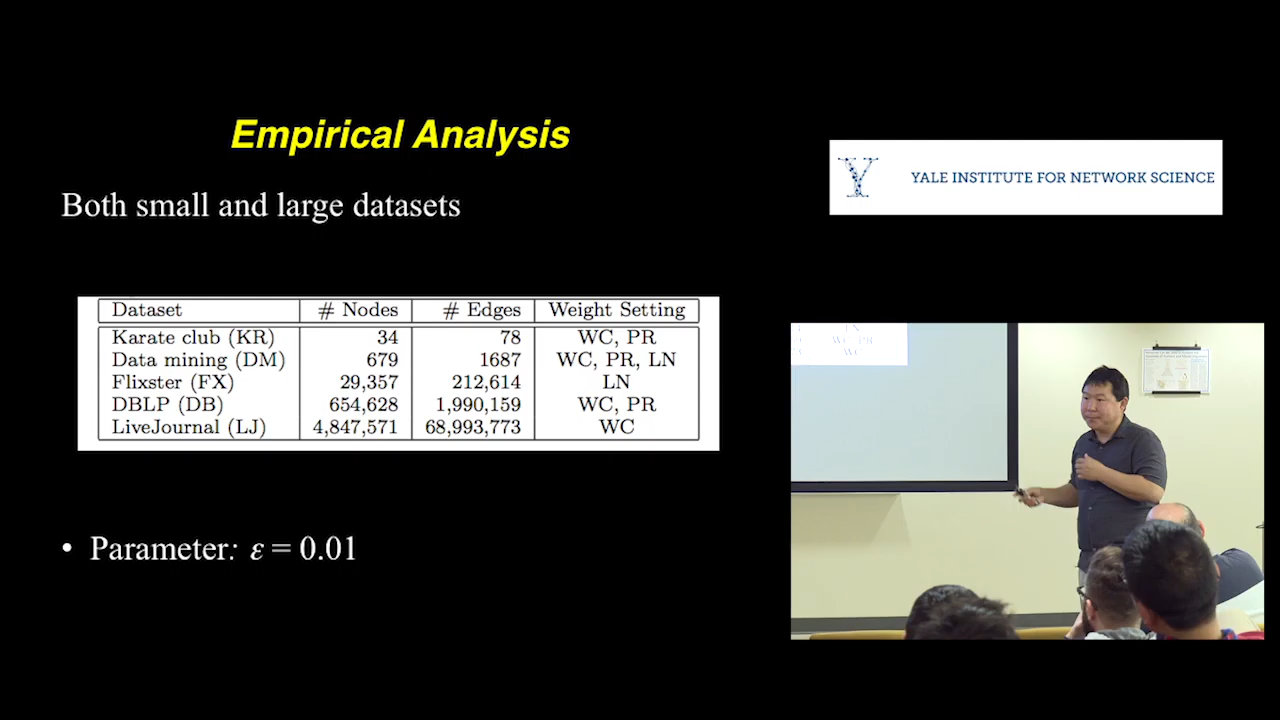 Empirical Analysis
Both small and large datasets
YALE INSTITUTE FOR NETWORK SCIENCE
Dataset # Nodes # Edges Weight Setting
Karate club (KR) 34 78 WC, PR
Data mining (DM) 679 1687 WC, PR, LN
Flixster (FX) 29,357 212,614 LN
DBLP (DB) 654,628 1,990,159 WC, PR
LiveJournal (LJ) 4,847,571 68,993,773 WC
• Parameter: ε = 0.01
WC, PR
WC